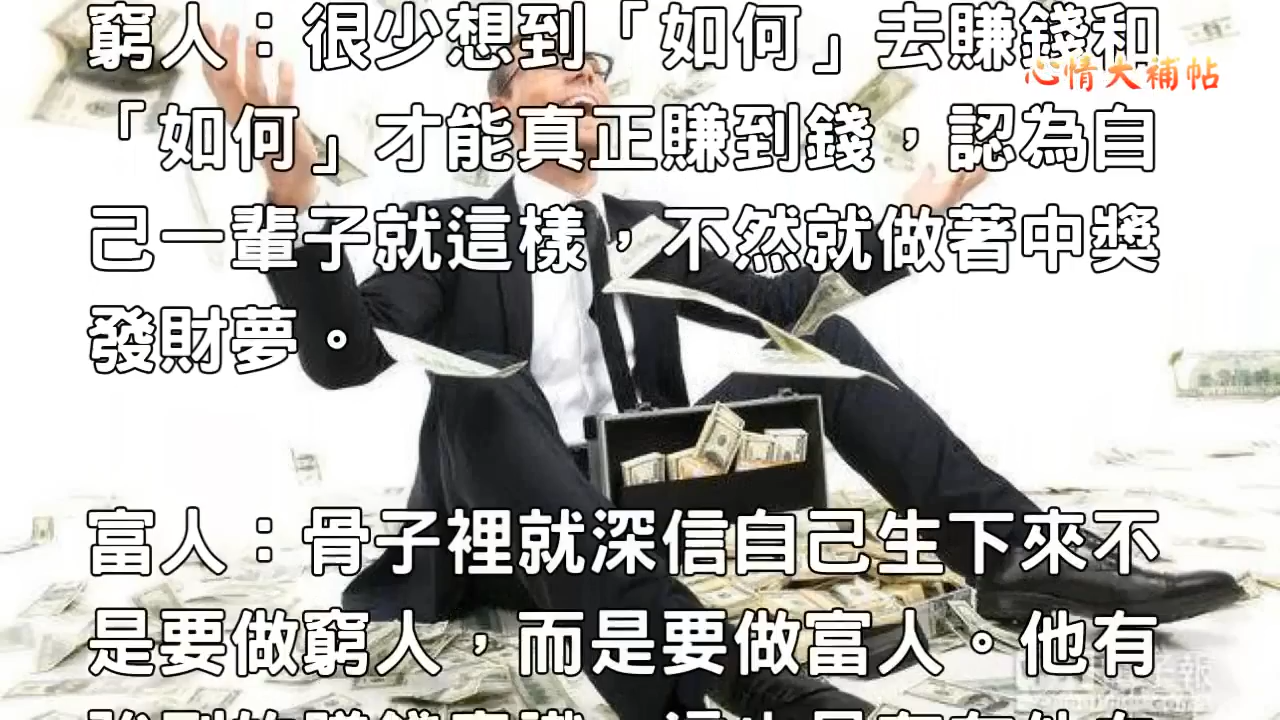 窮人：很少想到「如何」去賺錢和
心情大補帖
「如何」才能真正賺到錢，認為自
己一輩子就這樣，不然就做著中獎
發財夢。
富人：骨子裡就深信自己生下來不
是要做窮人，而是要做富人。他有